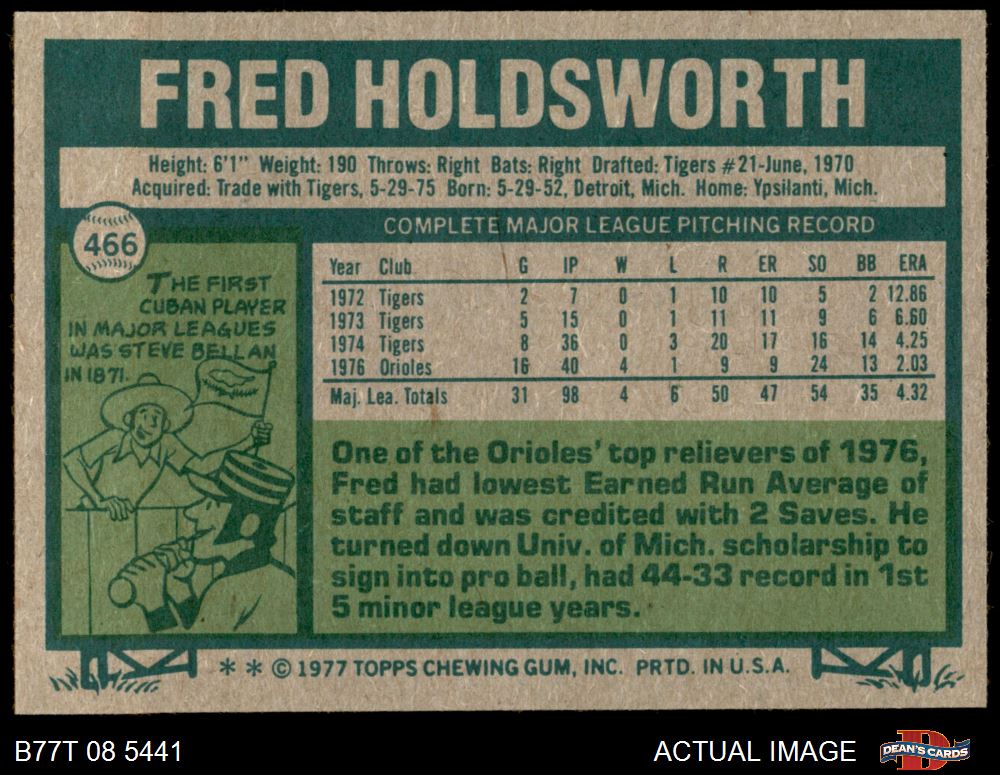 FRED HOLDSWORTH
Height: 6'1" Weight: 190 Throws: Right Bats: Right Drafted: Tigers #21-June, 1970
Acquired: Trade with Tigers, 5-29-75 Born: 5-29-52, Detroit, Mich. Home: Ypsilanti, Mich.
466
THE FIRST
CUBAN PLAYER
IN MAJOR LEAGUES
WAS STEVE BELLAN
IN 1871.
COMPLETE MAJOR LEAGUE PITCHING RECORD
Year Club G IP W L R ER SO BB ERA
1972 Tigers 2 7 0 1 10 10 5 2 12.86
1973 Tigers 5 15 0 1 11 11 9 6 6.60
1974 Tigers 8 36 0 3 20 17 16 14 4.25
1976 Orioles 16 40 4 1 9 9 24 13 2.03
Maj. Lea. Totals 31 98 4 6 50 47 54 35 4.32
One of the Orioles' top relievers of 1976,
Fred had lowest Earned Run Average of
staff and was credited with 2 Saves. He
turned down Univ. of Mich. scholarship to
sign into pro ball, had 44-33 record in 1st
5 minor league years.
* * © 1977 TOPPS CHEWING GUM, INC. PRTD. IN U.S.A.
B77T 08 5441
ACTUAL IMAGE
DEAN'S CARDS